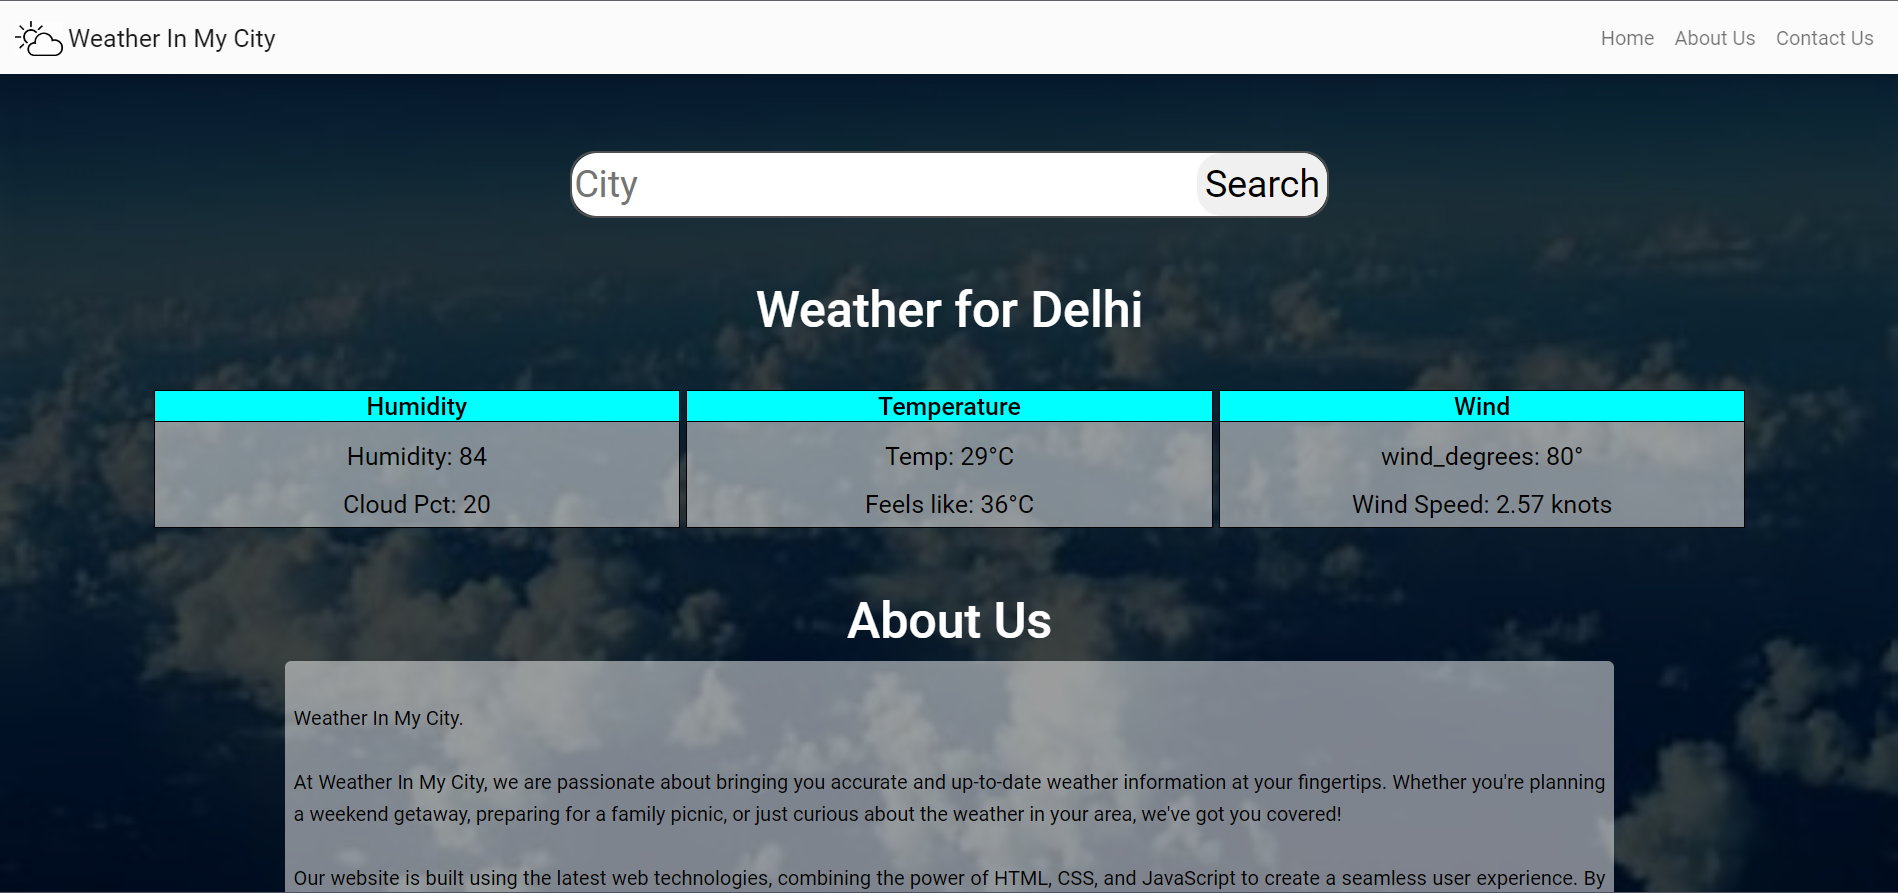 Weather In My City
Home About Us Contact Us
City
Search
Weather for Delhi
Humidity
Humidity: 84
Cloud Pct: 20
Temperature
Temp: 29°C
Feels like: 36°C
Wind
wind_degrees: 80°
Wind Speed: 2.57 knots
About Us
Weather In My City.
At Weather In My City, we are passionate about bringing you accurate and up-to-date weather information at your fingertips. Whether you're planning
a weekend getaway, preparing for a family picnic, or just curious about the weather in your area, we've got you covered!
Our website is built using the latest web technologies, combining the power of HTML, CSS, and JavaScript to create a seamless user experience. By